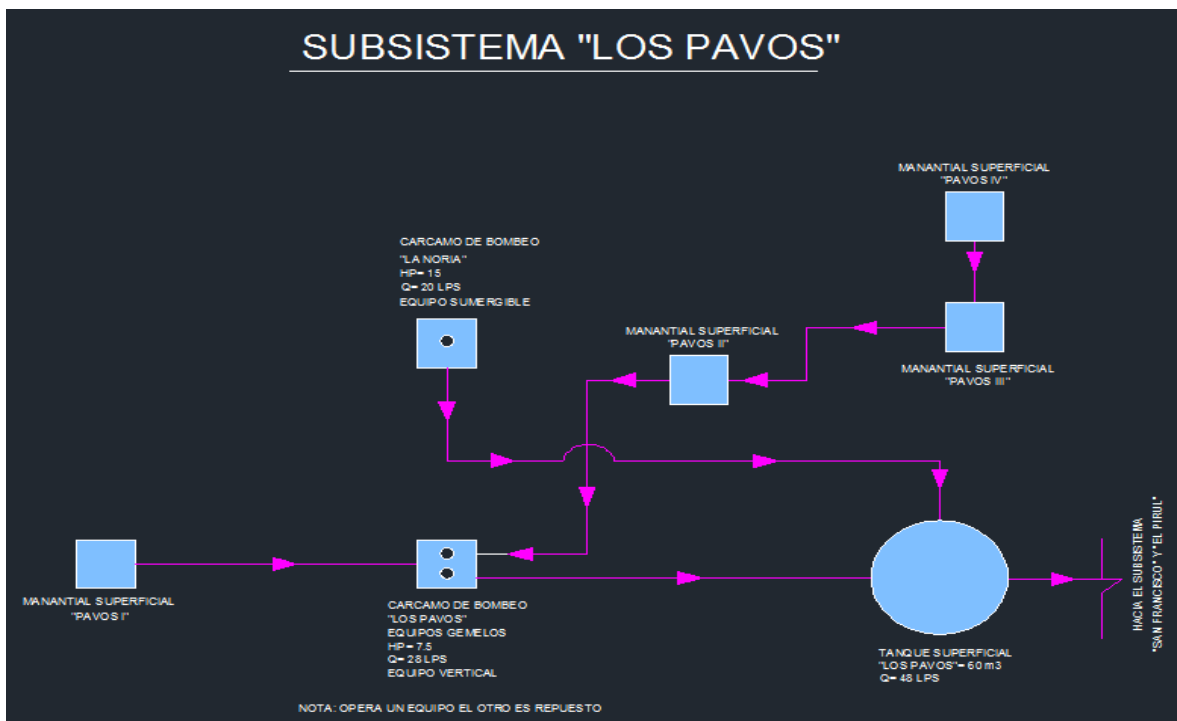 SUBSISTEMA "LOS PAVOS"
MANANTIAL SUPERFICIAL
"PAVOS IV"
CARCAMO DE BOMBEO
"LA NORIA"
HP= 15
Q= 20 LPS
EQUIPO SUMERGIBLE
MANANTIAL SUPERFICIAL
"PAVOS II"
MANANTIAL SUPERFICIAL
"PAVOS III"
MANANTIAL SUPERFICIAL
"PAVOS I"
CARCAMO DE BOMBEO
"LOS PAVOS"
EQUIPOS GEMELOS
HP= 7.5
Q= 28 LPS
EQUIPO VERTICAL
TANQUE SUPERFICIAL
"LOS PAVOS"= 60 m3
Q= 48 LPS
HACIA EL SUBSISTEMA
"SAN FRANCISCO" Y "EL PIRUL"
NOTA: OPERA UN EQUIPO EL OTRO ES REPUESTO